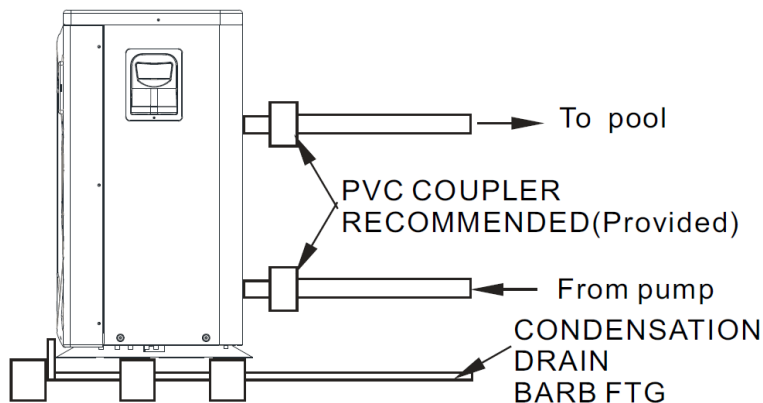 To pool
PVC COUPLER
RECOMMENDED(Provided)
From pump
CONDENSATION
DRAIN
BARB FTG